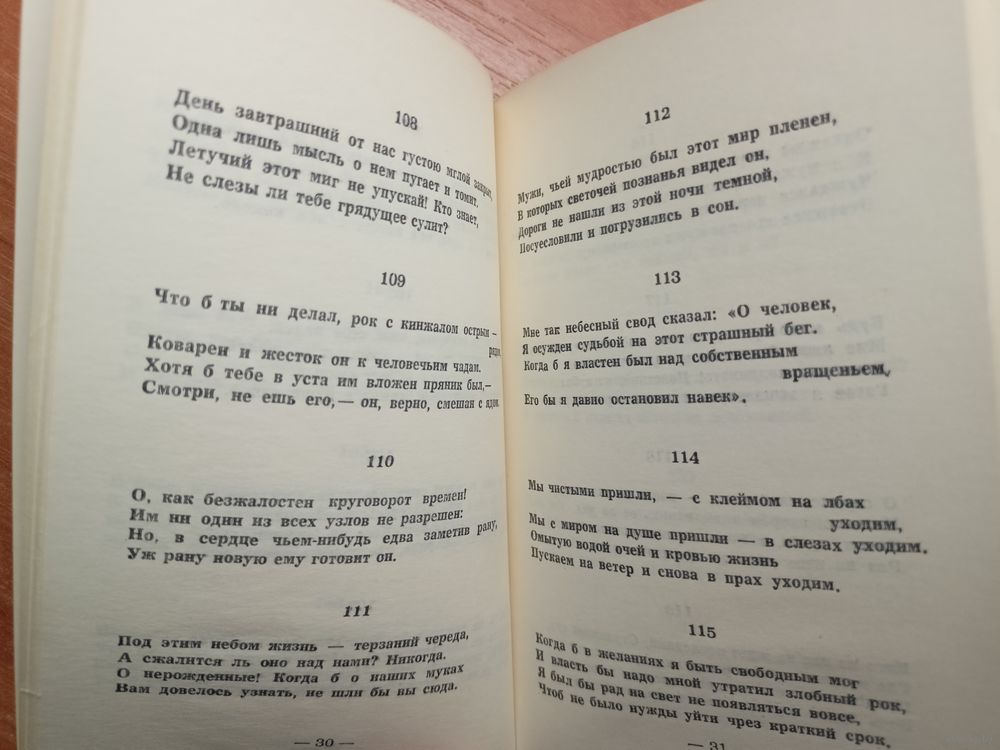 108
День завтрашний от нас густою мглой закрыт,
Одна лишь мысль о нем пугает и томит.
Летучий этот миг не упускай! Кто знает,
Не слезы ли тебе грядущее сулит?
109
Что б ты ни делал, рок с кинжалом острым —
рядом,
Коварен и жесток он к человечьим чадам.
Хотя б тебе в уста им вложен пряник был,—
Смотри, не ешь его,— он, верно, смешан с ядом.
110
О, как безжалостен круговорот времен!
Им ни один из всех узлов не разрешен:
Но, в сердце чьем-нибудь едва заметив рану,
Уж рану новую ему готовит он.
111
Под этим небом жизнь — терзаний череда,
А сжалится ль оно над нами? Никогда.
О нерожденные! Когда б о наших муках
Вам довелось узнать, не шли бы вы сюда.
— 30 —
112
Мужи, чьей мудростью был этот мир пленен,
В которых светочей познанья видел он,
Дороги не нашли из этой ночи темной,
Посуесловили и погрузились в сон.
113
Мне так небесный свод сказал: «О человек,
Я осужден судьбой на этот страшный бег.
Когда б я властен был над собственным
вращеньем,
Его бы я давно остановил навек».
114
Мы чистыми пришли, — с клеймом на лбах
уходим,
Мы с миром на душе пришли — в слезах уходим.
Омытую водой очей и кровью жизнь
Пускаем на ветер и снова в прах уходим.
115
Когда б в желаниях я быть свободным мог
И власть бы надо мной утратил злобный рок,
Я был бы рад на свет не появляться вовсе,
Чтоб не было нужды уйти чрез краткий срок.
— 31